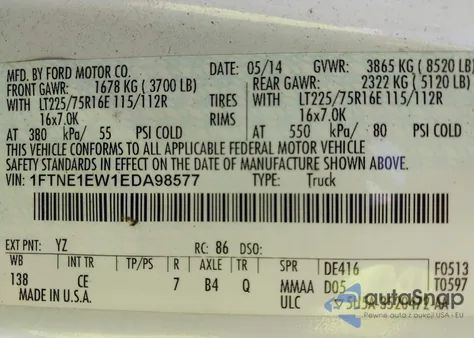 MFD. BY FORD MOTOR CO. DATE: 05/14 GVWR: 3865 KG (8520 LB)
FRONT GAWR: 1678 KG (3700 LB) REAR GAWR: 2322 KG (5120 LB)
WITH LT225/75R16E 115/112R TIRES WITH LT225/75R16E 115/112R
16x7.0K RIMS 16x7.0K
AT 380 kPa/ 55 PSI COLD AT 550 kPa/ 80 PSI COLD
THIS VEHICLE CONFORMS TO ALL APPLICABLE FEDERAL MOTOR VEHICLE
SAFETY STANDARDS IN EFFECT ON THE DATE OF MANUFACTURE SHOWN ABOVE.
VIN: 1FTNE1EW1EDA98577 TYPE: Truck
EXT PNT: YZ RC: 86 DSO:
WB INT TR TP/PS R AXLE TR SPR DE416 F0513
138 CE 7 B4 Q MMAA D05 T0597
MADE IN U.S.A. ULC
autoSnap
Pewne auta z aukcji USA i EU